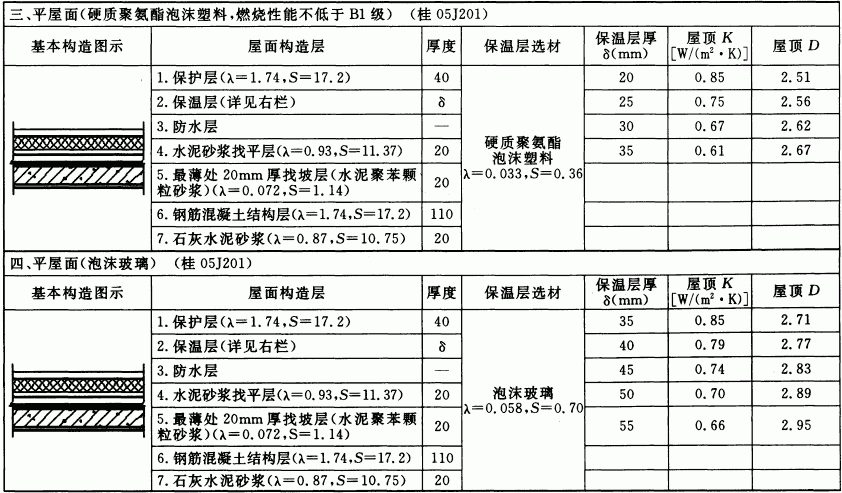 三、平屋面(硬质聚氨酯泡沫塑料,燃烧性能不低于 B1 级) (桂 05J201)
基本构造图示 屋面构造层 厚度 保温层选材 保温层厚 δ(mm) 屋顶 K [W/(m²·K)] 屋顶 D
1. 保护层(λ=1.74,S=17.2) 40 20 0.85 2.51
2. 保温层(详见右栏) δ 25 0.75 2.56
3. 防水层 — 30 0.67 2.62
4. 水泥砂浆找平层(λ=0.93,S=11.37) 20 35 0.61 2.67
硬质聚氨酯
泡沫塑料
λ=0.033,S=0.36
5. 最薄处 20mm 厚找坡层(水泥聚苯颗
粒砂浆)(λ=0.072,S=1.14) 20
6. 钢筋混凝土结构层(λ=1.74,S=17.2) 110
7. 石灰水泥砂浆(λ=0.87,S=10.75) 20
四、平屋面(泡沫玻璃) (桂 05J201)
基本构造图示 屋面构造层 厚度 保温层选材 保温层厚 δ(mm) 屋顶 K [W/(m²·K)] 屋顶 D
1. 保护层(λ=1.74,S=17.2) 40 35 0.85 2.71
2. 保温层(详见右栏) δ 40 0.79 2.77
3. 防水层 — 45 0.74 2.83
4. 水泥砂浆找平层(λ=0.93,S=11.37) 20 50 0.70 2.89
泡沫玻璃
λ=0.058,S=0.70
5. 最薄处 20mm 厚找坡层(水泥聚苯颗
粒砂浆)(λ=0.072,S=1.14) 20 55 0.66 2.95
6. 钢筋混凝土结构层(λ=1.74,S=17.2) 110
7. 石灰水泥砂浆(λ=0.87,S=10.75) 20